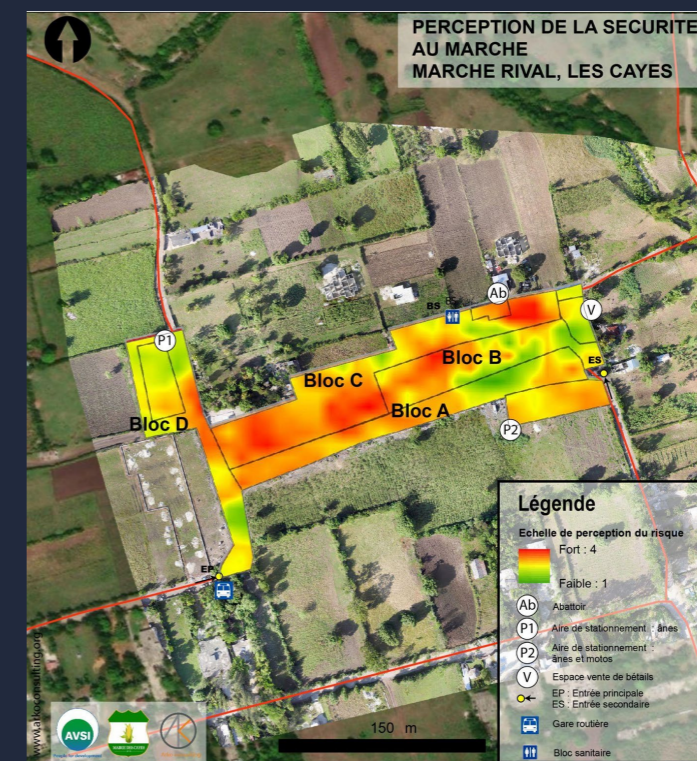 PERCEPTION DE LA SECURITE
AU MARCHE
MARCHE RIVAL, LES CAYES
Ab
BS
V
P1
ES
Bloc B
Bloc C
Bloc A
Bloc D
P2
EP
Légende
Echelle de perception du risque
Fort : 4
Faible : 1
Ab Abattoir
P1 Aire de stationnement : ânes
P2 Aire de stationnement :
ânes et motos
V Espace vente de bétails
EP : Entrée principale
ES : Entrée secondaire
Gare routière
Bloc sanitaire
www.atkoconsulting.org
AVSI
150 m